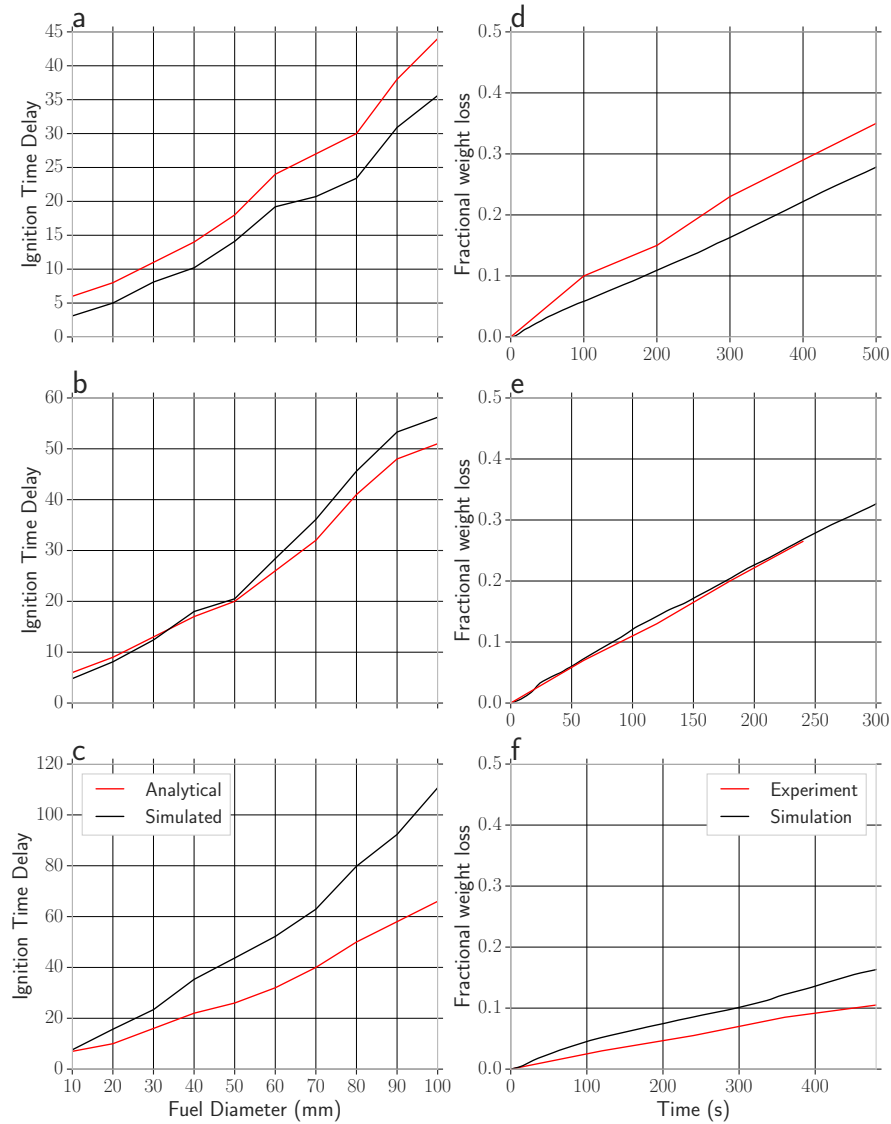 a
45
40
35
30
25
20
15
10
5
0
Ignition Time Delay
d
0.5
0.4
0.3
0.2
0.1
0.0
Fractional weight loss
0 100 200 300 400 500
b
60
50
40
30
20
10
0
Ignition Time Delay
e
0.5
0.4
0.3
0.2
0.1
0.0
Fractional weight loss
0 50 100 150 200 250 300
c
120
100
80
60
40
20
0
Ignition Time Delay
Analytical
Simulated
10 20 30 40 50 60 70 80 90 100
Fuel Diameter (mm)
f
0.5
0.4
0.3
0.2
0.1
0.0
Fractional weight loss
Experiment
Simulation
0 100 200 300 400
Time (s)